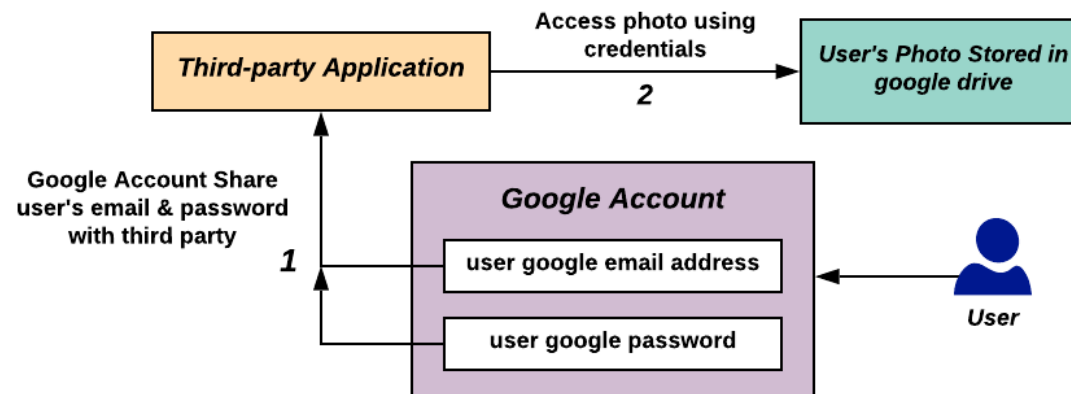 Access photo using
credentials
Third-party Application
2
User's Photo Stored in
google drive
Google Account Share
user's email & password
with third party
1
Google Account
user google email address
user google password
User